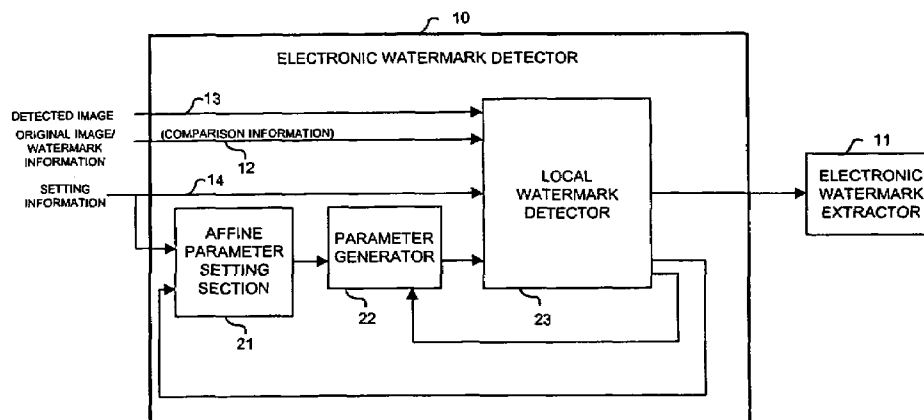 10
ELECTRONIC WATERMARK DETECTOR
DETECTED IMAGE
13
ORIGINAL IMAGE/
WATERMARK
INFORMATION
(COMPARISON INFORMATION)
12
SETTING
INFORMATION
14
AFFINE
PARAMETER
SETTING
SECTION
21
PARAMETER
GENERATOR
22
LOCAL
WATERMARK
DETECTOR
23
11
ELECTRONIC
WATERMARK
EXTRACTOR